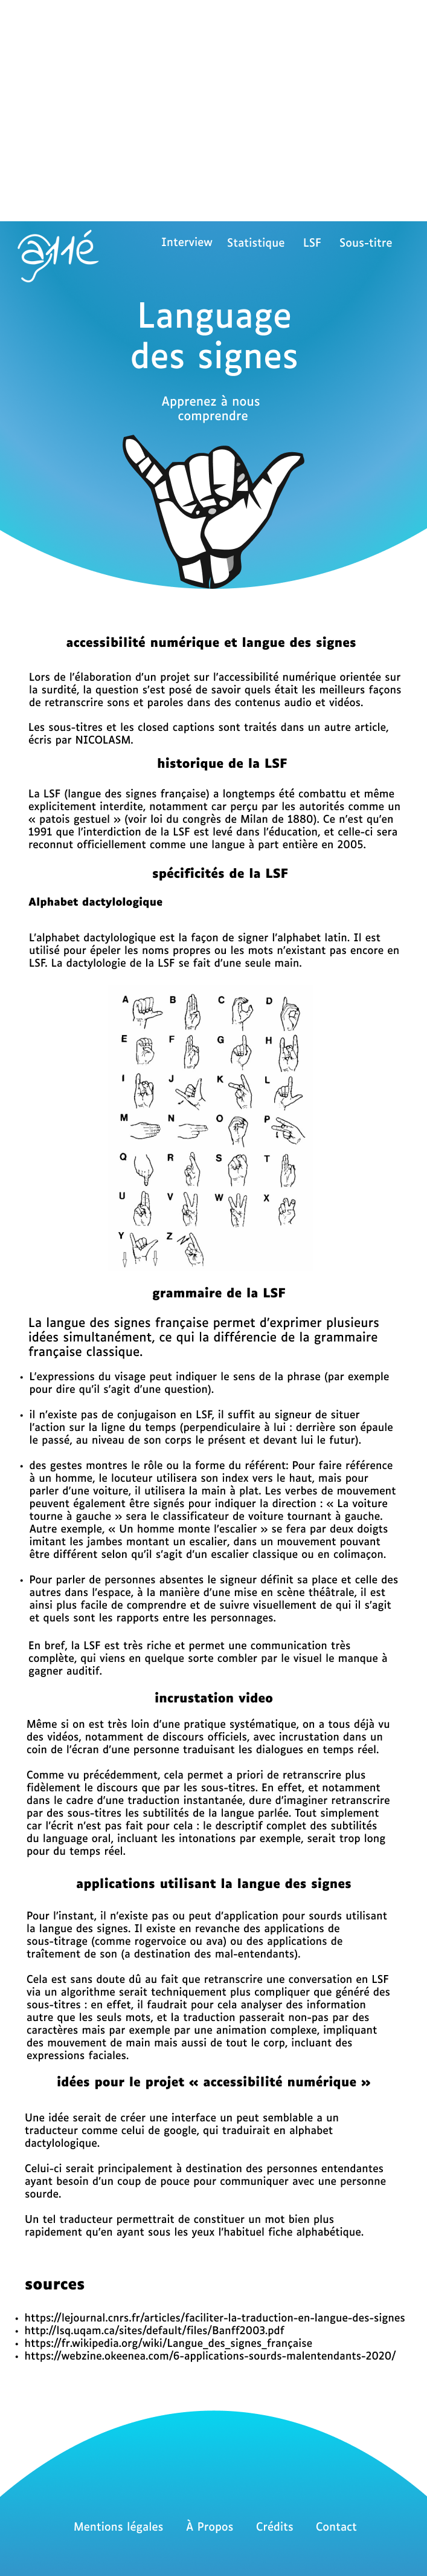 a11é
Interview Statistique LSF Sous-titre
Language
des signes
Apprenez à nous
comprendre
accessibilité numérique et langue des signes
Lors de l'élaboration d'un projet sur l'accessibilité numérique orientée sur
la surdité, la question s'est posé de savoir quels était les meilleurs façons
de retranscrire sons et paroles dans des contenus audio et vidéos.
Les sous-titres et les closed captions sont traités dans un autre article,
écris par NICOLASM.
historique de la LSF
La LSF (langue des signes française) a longtemps été combattu et même
explicitement interdite, notamment car perçu par les autorités comme un
« patois gestuel » (voir loi du congrès de Milan de 1880). Ce n'est qu'en
1991 que l'interdiction de la LSF est levé dans l'éducation, et celle-ci sera
reconnut officiellement comme une langue à part entière en 2005.
spécificités de la LSF
Alphabet dactylologique
L'alphabet dactylologique est la façon de signer l'alphabet latin. Il est
utilisé pour épeler les noms propres ou les mots n'existant pas encore en
LSF. La dactylologie de la LSF se fait d'une seule main.
A B C D
E F G H
I J K L
M N O P
Q R S T
U V W X
Y Z
grammaire de la LSF
La langue des signes française permet d'exprimer plusieurs
idées simultanément, ce qui la différencie de la grammaire
française classique.
• L'expressions du visage peut indiquer le sens de la phrase (par exemple
pour dire qu'il s'agit d'une question).
• il n'existe pas de conjugaison en LSF, il suffit au signeur de situer
l'action sur la ligne du temps (perpendiculaire à lui : derrière son épaule
le passé, au niveau de son corps le présent et devant lui le futur).
• des gestes montres le rôle ou la forme du référent: Pour faire référence
à un homme, le locuteur utilisera son index vers le haut, mais pour
parler d'une voiture, il utilisera la main à plat. Les verbes de mouvement
peuvent également être signés pour indiquer la direction : « La voiture
tourne à gauche » sera le classificateur de voiture tournant à gauche.
Autre exemple, « Un homme monte l'escalier » se fera par deux doigts
imitant les jambes montant un escalier, dans un mouvement pouvant
être différent selon qu'il s'agit d'un escalier classique ou en colimaçon.
• Pour parler de personnes absentes le signeur définit sa place et celle des
autres dans l'espace, à la manière d'une mise en scène théâtrale, il est
ainsi plus facile de comprendre et de suivre visuellement de qui il s'agit
et quels sont les rapports entre les personnages.
En bref, la LSF est très riche et permet une communication très
complète, qui viens en quelque sorte combler par le visuel le manque à
gagner auditif.
incrustation video
Même si on est très loin d'une pratique systématique, on a tous déjà vu
des vidéos, notamment de discours officiels, avec incrustation dans un
coin de l'écran d'une personne traduisant les dialogues en temps réel.
Comme vu précédemment, cela permet a priori de retranscrire plus
fidèlement le discours que par les sous-titres. En effet, et notamment
dans le cadre d'une traduction instantanée, dure d'imaginer retranscrire
par des sous-titres les subtilités de la langue parlée. Tout simplement
car l'écrit n'est pas fait pour cela : le descriptif complet des subtilités
du language oral, incluant les intonations par exemple, serait trop long
pour du temps réel.
applications utilisant la langue des signes
Pour l'instant, il n'existe pas ou peut d'application pour sourds utilisant
la langue des signes. Il existe en revanche des applications de
sous-titrage (comme rogervoice ou ava) ou des applications de
traîtement de son (a destination des mal-entendants).
Cela est sans doute dû au fait que retranscrire une conversation en LSF
via un algorithme serait techniquement plus compliquer que généré des
sous-titres : en effet, il faudrait pour cela analyser des information
autre que les seuls mots, et la traduction passerait non-pas par des
caractères mais par exemple par une animation complexe, impliquant
des mouvement de main mais aussi de tout le corp, incluant des
expressions faciales.
idées pour le projet « accessibilité numérique »
Une idée serait de créer une interface un peut semblable a un
traducteur comme celui de google, qui traduirait en alphabet
dactylologique.
Celui-ci serait principalement à destination des personnes entendantes
ayant besoin d'un coup de pouce pour communiquer avec une personne
sourde.
Un tel traducteur permettrait de constituer un mot bien plus
rapidement qu'en ayant sous les yeux l'habituel fiche alphabétique.
sources
• https://lejournal.cnrs.fr/articles/faciliter-la-traduction-en-langue-des-signes
• http://lsq.uqam.ca/sites/default/files/Banff2003.pdf
• https://fr.wikipedia.org/wiki/Langue_des_signes_française
• https://webzine.okeenea.com/6-applications-sourds-malentendants-2020/
Mentions légales À Propos Crédits Contact